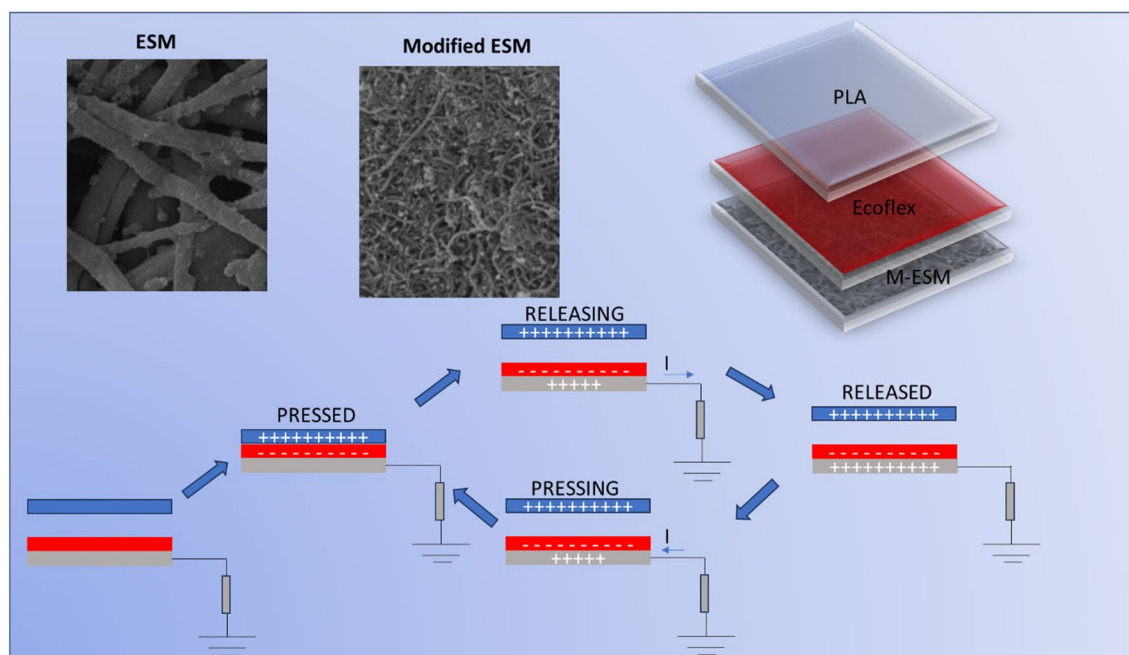 ESM
Modified ESM
PLA
Ecoflex
M-ESM
RELEASING
++++++++++
- - - - - - - - - -
+++++
I
RELEASED
++++++++++
- - - - - - - - - -
++++++++++
PRESSED
++++++++++
- - - - - - - - - -
PRESSING
++++++++++
- - - - - - - - - -
+++++
I